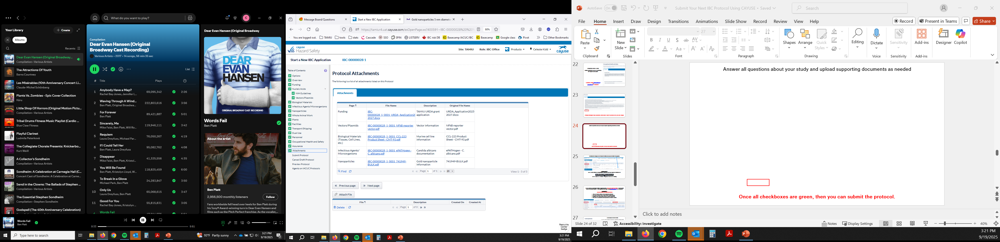 What do you want to play?
C
Your Library
Create
Albums
Recents
Dear Evan Hansen (Original Broadway...
Compilation • Various Artists
The Attractions Of Youth
Barns Courtney
Les Misérables (10th Anniversary Concert Li...
Claude-Michel Schönberg
Plants Vs. Zombies - Epic Cover Collection
Kāru
Little Shop Of Horrors (Original Motion Pictu...
Compilation • Various Artists
Tribal Drums Fitness Music Playlist (Cardio ...
Blue Claw Fitness
Playful Clarinet
Ludmila Peterková
The Collegiate Chorale Presents: Knickerbo...
Kurt Weill
A Collector's Sondheim
Stephen Sondheim
Sondheim: A Celebration at Carnegie Hall (C...
Concert Cast of Sondheim: A Celebration at Carne...
Send in the Clowns: The Ballads of Stephen ...
Compilation • Various Artists
The Essential Stephen Sondheim
Compilation • Stephen Sondheim
Godspell (The 40th Anniversary Celebration)
Compilation • Various Artists
Compilation
Dear Evan Hansen (Original
Broadway Cast Recording)
Various Artists • 2017 • 14 songs, 56 min 35 sec
List
# Title Plays
1 Anybody Have a Map? 69,095,342 2:26
Rachel Bay Jones, Jennifer L...
2 Waving Through A Wind... 222,803,616 3:56
Ben Platt, Original Broadwa...
3 For Forever 89,421,887 5:01
Ben Platt
4 Sincerely, Me 119,946,111 3:42
Mike Faist, Ben Platt, Will Ro...
5 Requiem 76,050,267 4:19
Laura Dreyfuss, Michael Par...
6 If I Could Tell Her 95,082,762 4:08
Ben Platt, Laura Dreyfuss
7 Disappear 41,325,556 4:35
Mike Faist, Ben Platt, Kristol...
8 You Will Be Found 118,825,459 6:00
Ben Platt, Kristolyn Lloyd, W...
9 To Break In a Glove 24,283,847 3:50
Michael Park, Ben Platt
10 Only Us 65,068,615 3:47
Laura Dreyfuss, Ben Platt
11 Good For You 55,815,831 3:05
Rachel Bay Jones, Kristolyn ...
Words Fail
Dear Evan Hansen (Original Broadway
DEAR
EVAN
HANSEN
ORIGINAL BROADWAY CAST RECORDING
Words Fail
Ben Platt
About the artist
Ben Platt
2,956,500 monthly listeners
Follow
Fans worldwide fell head over heels for Ben Platt during
his Tony® Award-winning turn in Dear Evan Hansen and
films such as the Pitch Perfect franchise. As the vocalist,...
Words Fail
Ben Platt
0:33
5:51
Type here to search
93°F Partly sunny
3:21 PM
9/19/2025
Message Board/Questions
Start a New IBC Application
Gold nanoparticles 5 nm diamete
https://tamiur4.uat.cayuse.com/esOpenPage.wc?400591~IBC-00000028%20%20
80%
You are logged out.
TAMIU
tools
stats
Cascade
SSO
SPIN
LISTSERV
IBC risk DB
Basecamp IACUC/IBC
Basecamp
Google class
Pivot
Other Bookmarks
cayuse
Hazard Safety
Site: TAMIU
Role: IBC Office
Products
Celeste Kidd
cayuse
Start a New IBC Application
IBC-00000028 1
Table of Contents
Options
Overview
Funding
Nucleic Acids
NIH Guidelines
Vectors/Plasmids
Biological Materials
Infectious Agents/Microorganisms
Nanoparticles
Whole Animal Work
Plants
Facilities
Transport/Shipping
Dual Use
Personnel
Occupational Health and Safety
Assurance
Attachments
Submit Protocol
Cancel Draft Protocol
Preview Protocol
Agents on IACUC Protocols
Protocol Attachments
The following is a list of all attachments listed on this Protocol
Attachments
Page File Name Description Original File Name
Funding
IBC-
00000028_1_0001_URDA_Application20
2027.docx
TAMIU URDA grant
application
URDA_Application2025
2027.docx
Vectors/Plasmids
IBC-00000028_1_0001_NFkB reporter
vector.pdf
Vector information
NFkB reporter
vector.pdf
Biological Materials
(Tissues, Cell Lines,
etc.)
IBC-00000028_1_0001_CCL-223
Product Sheet - CMT-93.pdf
Murine cell line
information
CCL-223 Product
Sheet - CMT-93.pdf
Infectious Agents/
Microorganisms
IBC-00000028_1_0001_ePATHogen -
C. albicans.pdf
Candida albicans
documentation
ePATHogen - C.
albicans.pdf
Nanoparticles
IBC-00000028_1_0001_741949-
BULK.pdf
Gold nanoparticle
information
741949-BULK.pdf
Find
Page 1 of 1
20
View 1 - 5 of 5
Previous page
Next page
Attach File
File Description Created On Created At
Delete
Page 1 of 0
Resource
Center
badge
3:21 PM
9/19/2025
AutoSave
On
Submit Your Next IBC Protocol Using CAYUSE • Saved
Search
File Home Insert Draw Design Transitions Animations Slide Show Record Review View Help
Record
Present in Teams
Share
Paste
Clipboard
New
Slide
Slides
27
B I U S ab AV
A Aa A A
Font
Paragraph
Shapes
Arrange
Quick
Styles
Drawing
Editing
Dictate
Voice
Sensitivity
Sensitivity
Add-ins
Add-ins
Designer
Copilot
22
23
24
25
26
27
Answer all questions about your study and upload supporting documents as needed
Once all checkboxes are green, then you can submit the protocol.
Click to add notes
Slide 24 of 32
Accessibility: Investigate
Notes
Display Settings
40%
3:21 PM
9/19/2025